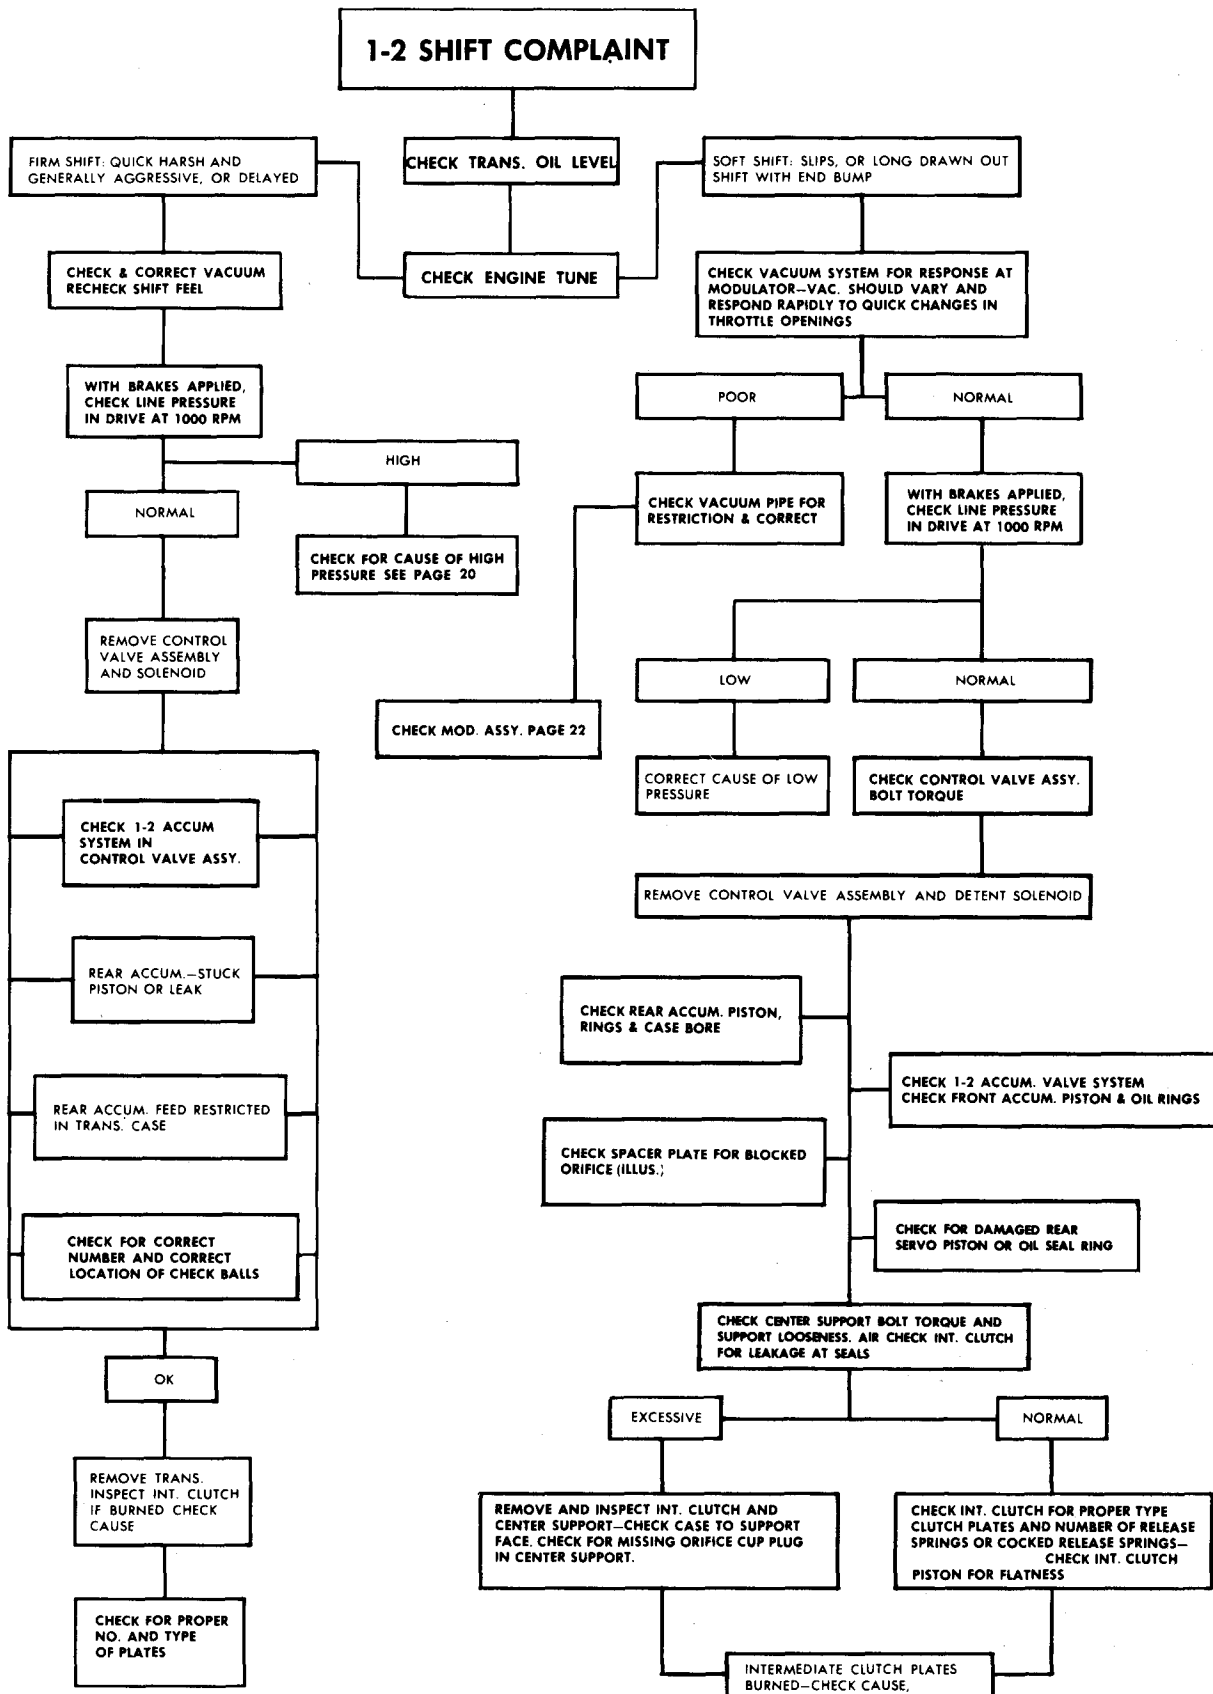 1-2 SHIFT COMPLAINT
CHECK TRANS. OIL LEVEL
CHECK ENGINE TUNE
FIRM SHIFT: QUICK HARSH AND
GENERALLY AGGRESSIVE, OR DELAYED
CHECK & CORRECT VACUUM
RECHECK SHIFT FEEL
WITH BRAKES APPLIED,
CHECK LINE PRESSURE
IN DRIVE AT 1000 RPM
HIGH
NORMAL
CHECK FOR CAUSE OF HIGH
PRESSURE SEE PAGE 20
REMOVE CONTROL
VALVE ASSEMBLY
AND SOLENOID
CHECK 1-2 ACCUM
SYSTEM IN
CONTROL VALVE ASSY.
REAR ACCUM.—STUCK
PISTON OR LEAK
REAR ACCUM. FEED RESTRICTED
IN TRANS. CASE
CHECK FOR CORRECT
NUMBER AND CORRECT
LOCATION OF CHECK BALLS
OK
REMOVE TRANS.
INSPECT INT. CLUTCH
IF BURNED CHECK
CAUSE
CHECK FOR PROPER
NO. AND TYPE
OF PLATES
SOFT SHIFT: SLIPS, OR LONG DRAWN OUT
SHIFT WITH END BUMP
CHECK VACUUM SYSTEM FOR RESPONSE AT
MODULATOR—VAC. SHOULD VARY AND
RESPOND RAPIDLY TO QUICK CHANGES IN
THROTTLE OPENINGS
POOR
NORMAL
CHECK VACUUM PIPE FOR
RESTRICTION & CORRECT
WITH BRAKES APPLIED,
CHECK LINE PRESSURE
IN DRIVE AT 1000 RPM
CHECK MOD. ASSY. PAGE 22
LOW
NORMAL
CORRECT CAUSE OF LOW
PRESSURE
CHECK CONTROL VALVE ASSY.
BOLT TORQUE
REMOVE CONTROL VALVE ASSEMBLY AND DETENT SOLENOID
CHECK REAR ACCUM. PISTON,
RINGS & CASE BORE
CHECK 1-2 ACCUM. VALVE SYSTEM
CHECK FRONT ACCUM. PISTON & OIL RINGS
CHECK SPACER PLATE FOR BLOCKED
ORIFICE (ILLUS.)
CHECK FOR DAMAGED REAR
SERVO PISTON OR OIL SEAL RING
CHECK CENTER SUPPORT BOLT TORQUE AND
SUPPORT LOOSENESS. AIR CHECK INT. CLUTCH
FOR LEAKAGE AT SEALS
EXCESSIVE
NORMAL
REMOVE AND INSPECT INT. CLUTCH AND
CENTER SUPPORT—CHECK CASE TO SUPPORT
FACE. CHECK FOR MISSING ORIFICE CUP PLUG
IN CENTER SUPPORT.
CHECK INT. CLUTCH FOR PROPER TYPE
CLUTCH PLATES AND NUMBER OF RELEASE
SPRINGS OR COCKED RELEASE SPRINGS—
CHECK INT. CLUTCH
PISTON FOR FLATNESS
INTERMEDIATE CLUTCH PLATES
BURNED—CHECK CAUSE,